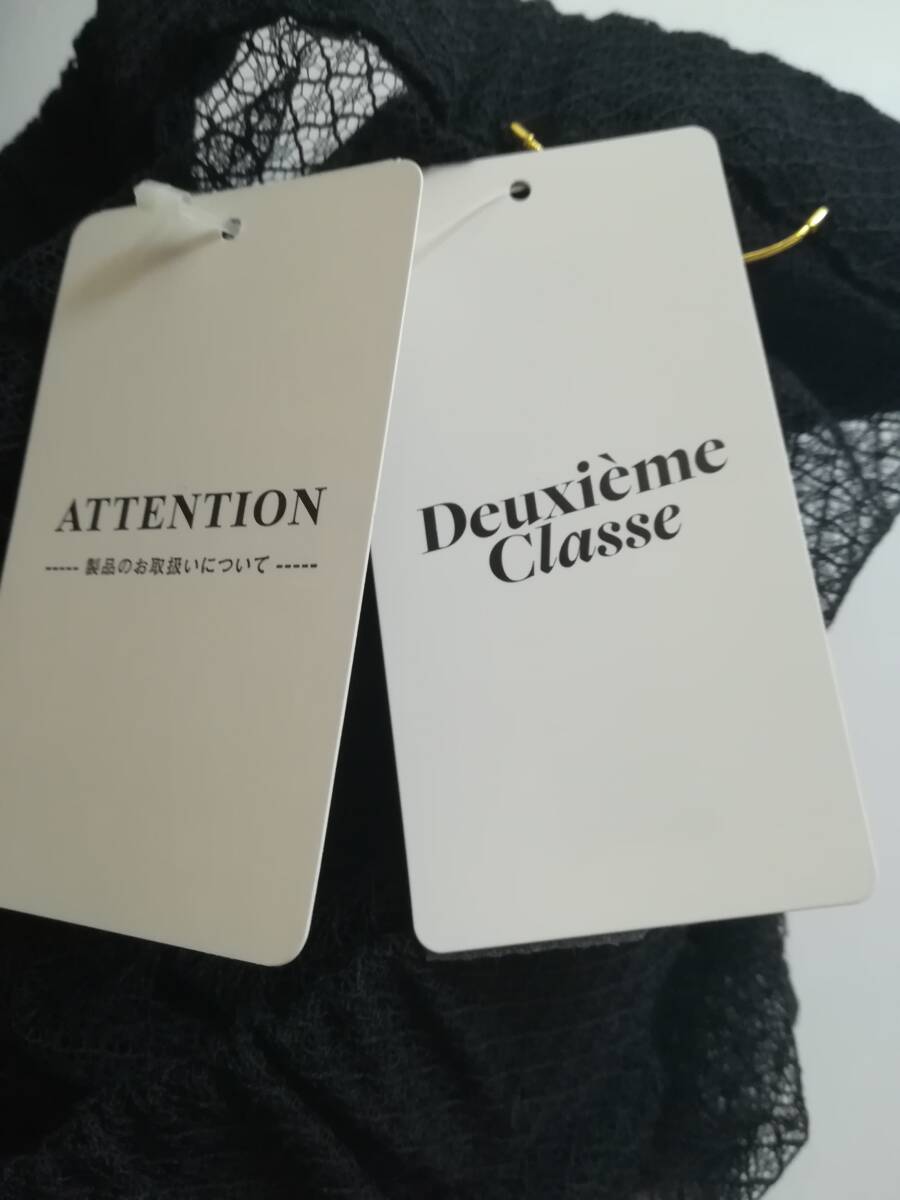 ATTENTION
----- 製品のお取扱いについて -----
Deuxième
Classe